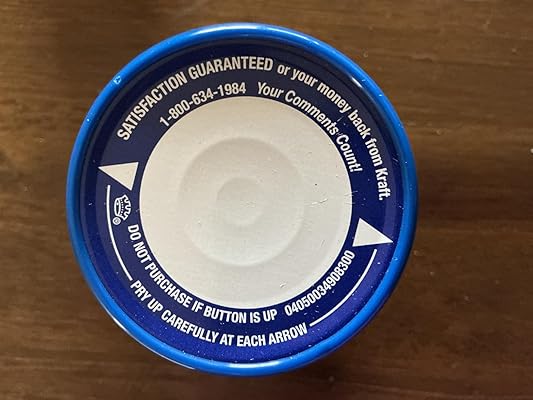 SATISFACTION GUARANTEED or your money back from Kraft.
1-800-634-1984 Your Comments Count!
®
DO NOT PURCHASE IF BUTTON IS UP 04050034908300
PRY UP CAREFULLY AT EACH ARROW